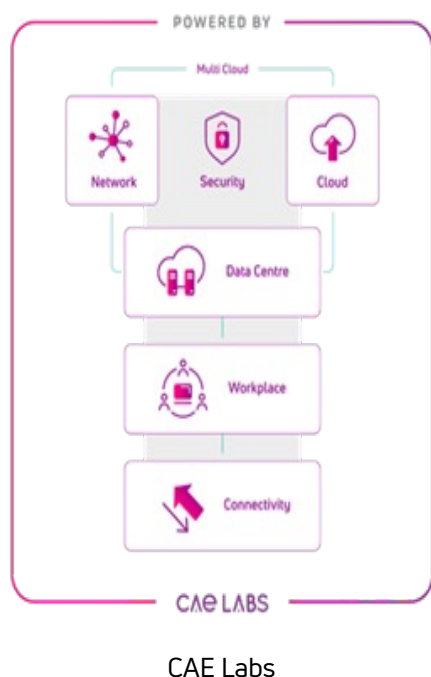 POWERED BY
Multi Cloud
Network
Security
Cloud
Data Centre
Workplace
Connectivity
CAE LABS
CAE Labs